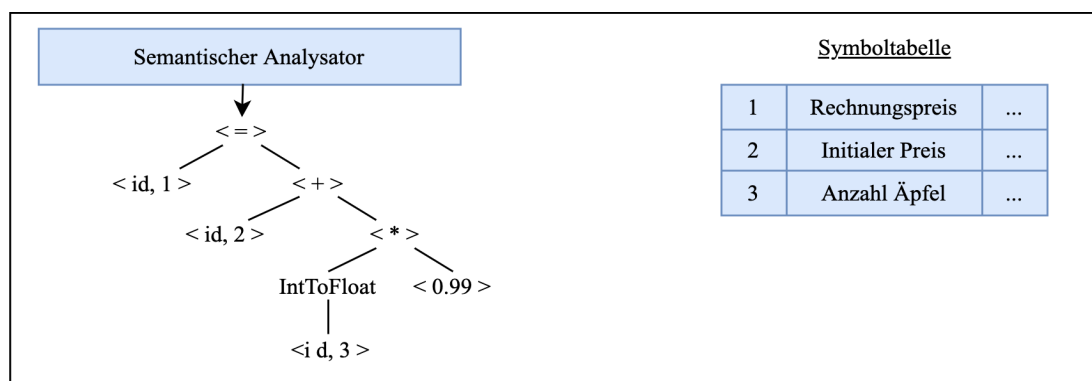 Semantischer Analysator
< = >
< id, 1 >
< + >
< id, 2 >
< * >
IntToFloat
< 0.99 >
<i d, 3 >
Symboltabelle
1 Rechnungspreis ...
2 Initialer Preis ...
3 Anzahl Äpfel ...